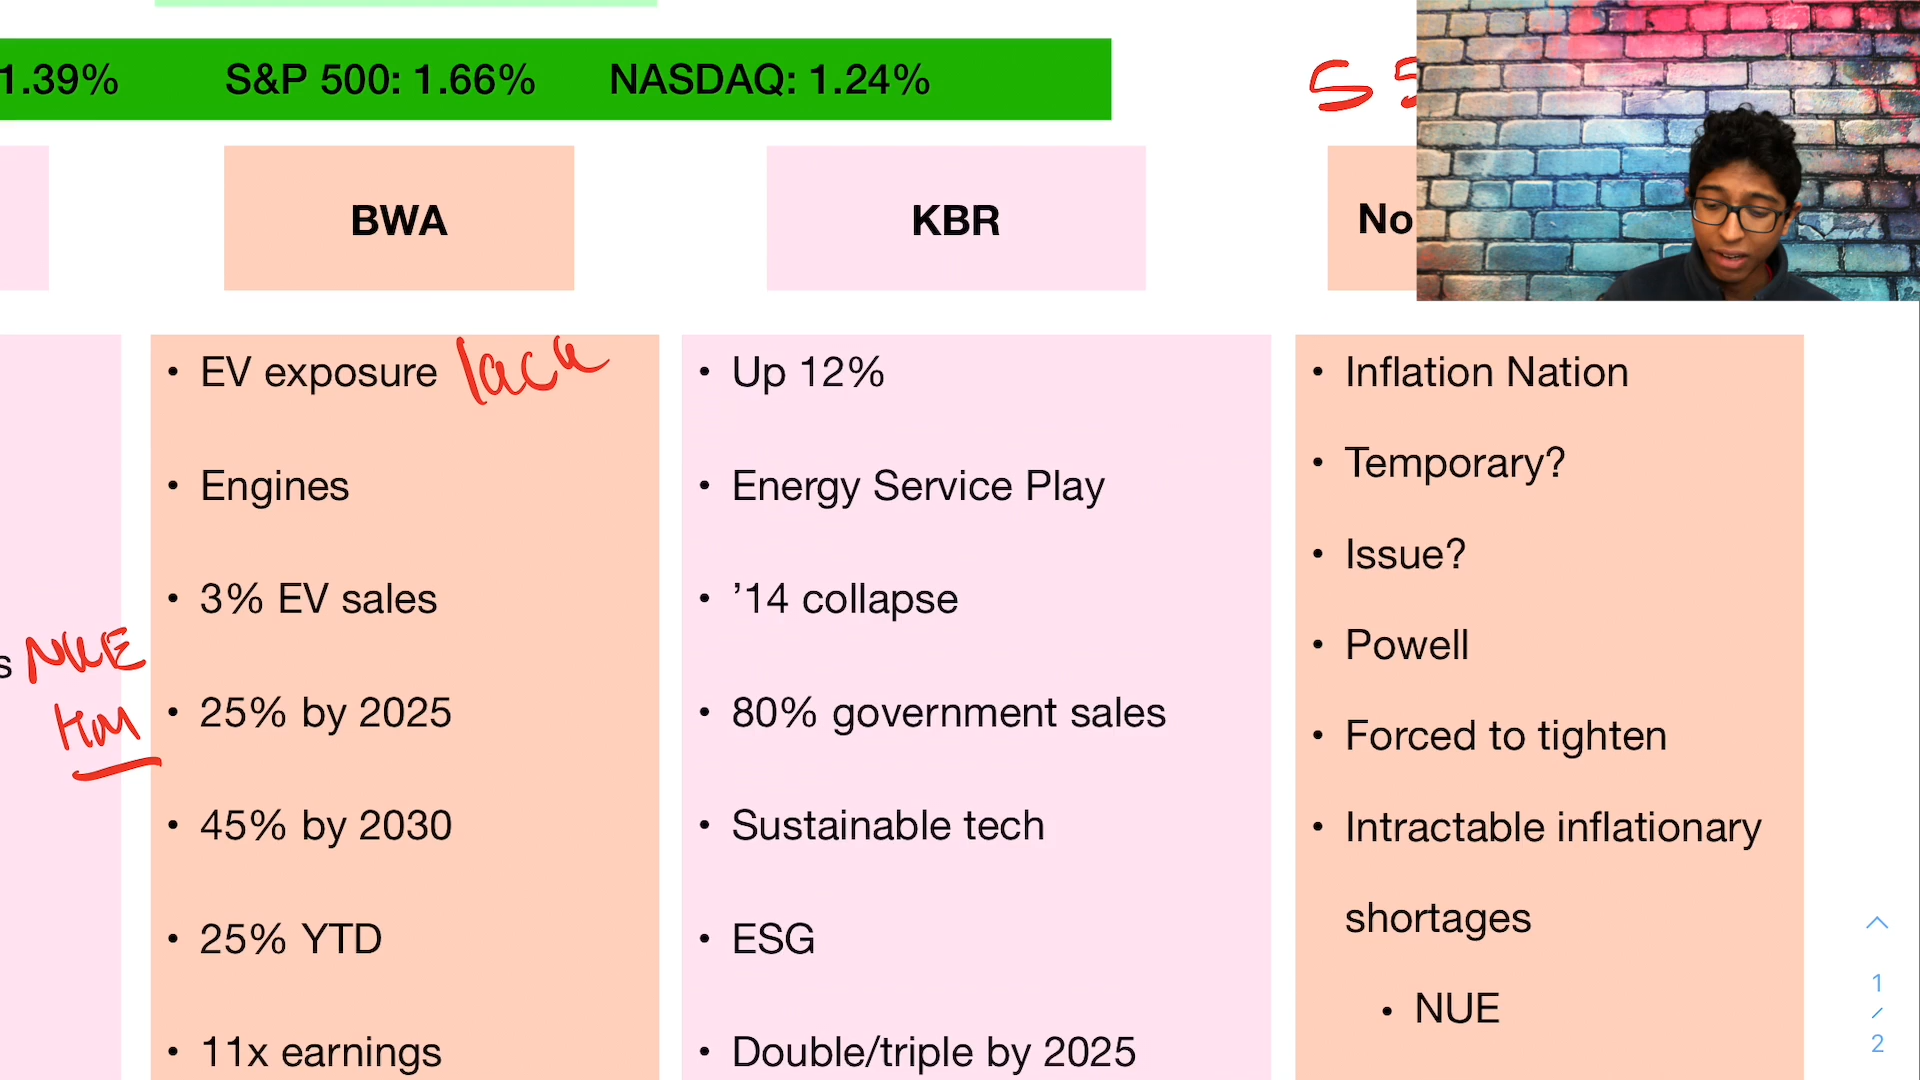 1.39% S&P 500: 1.66% NASDAQ: 1.24%
BWA
KBR
No
• EV exposure lack
• Engines
• 3% EV sales
• 25% by 2025
• 45% by 2030
• 25% YTD
• 11x earnings
• Up 12%
• Energy Service Play
• ’14 collapse
• 80% government sales
• Sustainable tech
• ESG
• Double/triple by 2025
• Inflation Nation
• Temporary?
• Issue?
• Powell
• Forced to tighten
• Intractable inflationary
shortages
• NUE
s NUE
1
/
2